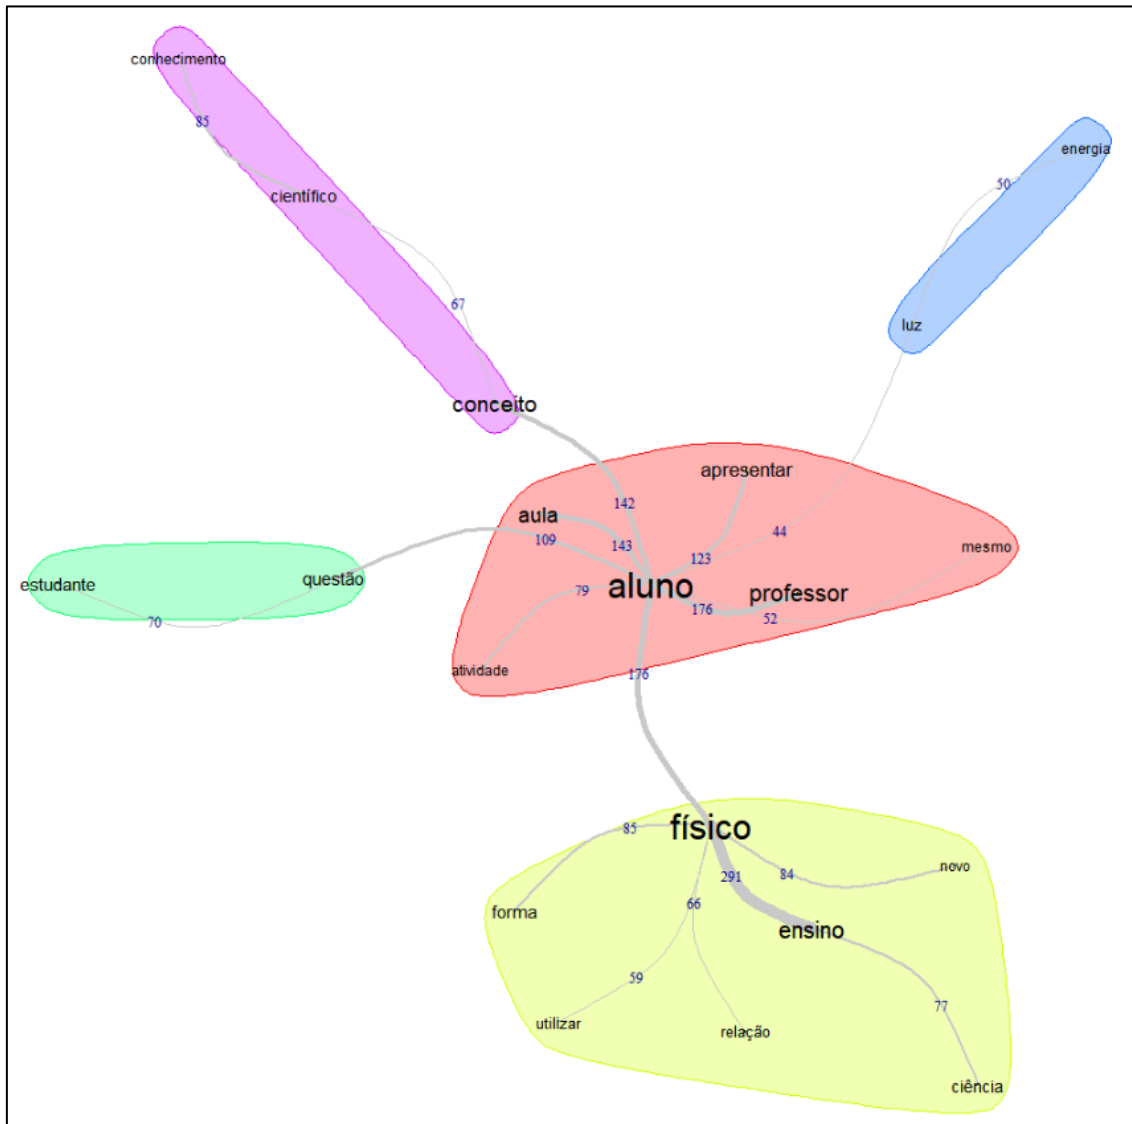 conhecimento
85
energia
50
científico
67
luz
conceito
apresentar
142
aula
44
109
143
123
mesmo
estudante
questão
aluno
79
176
professor
52
70
atividade
176
físico
85
291
84
novo
66
forma
ensino
59
77
utilizar
relação
ciência